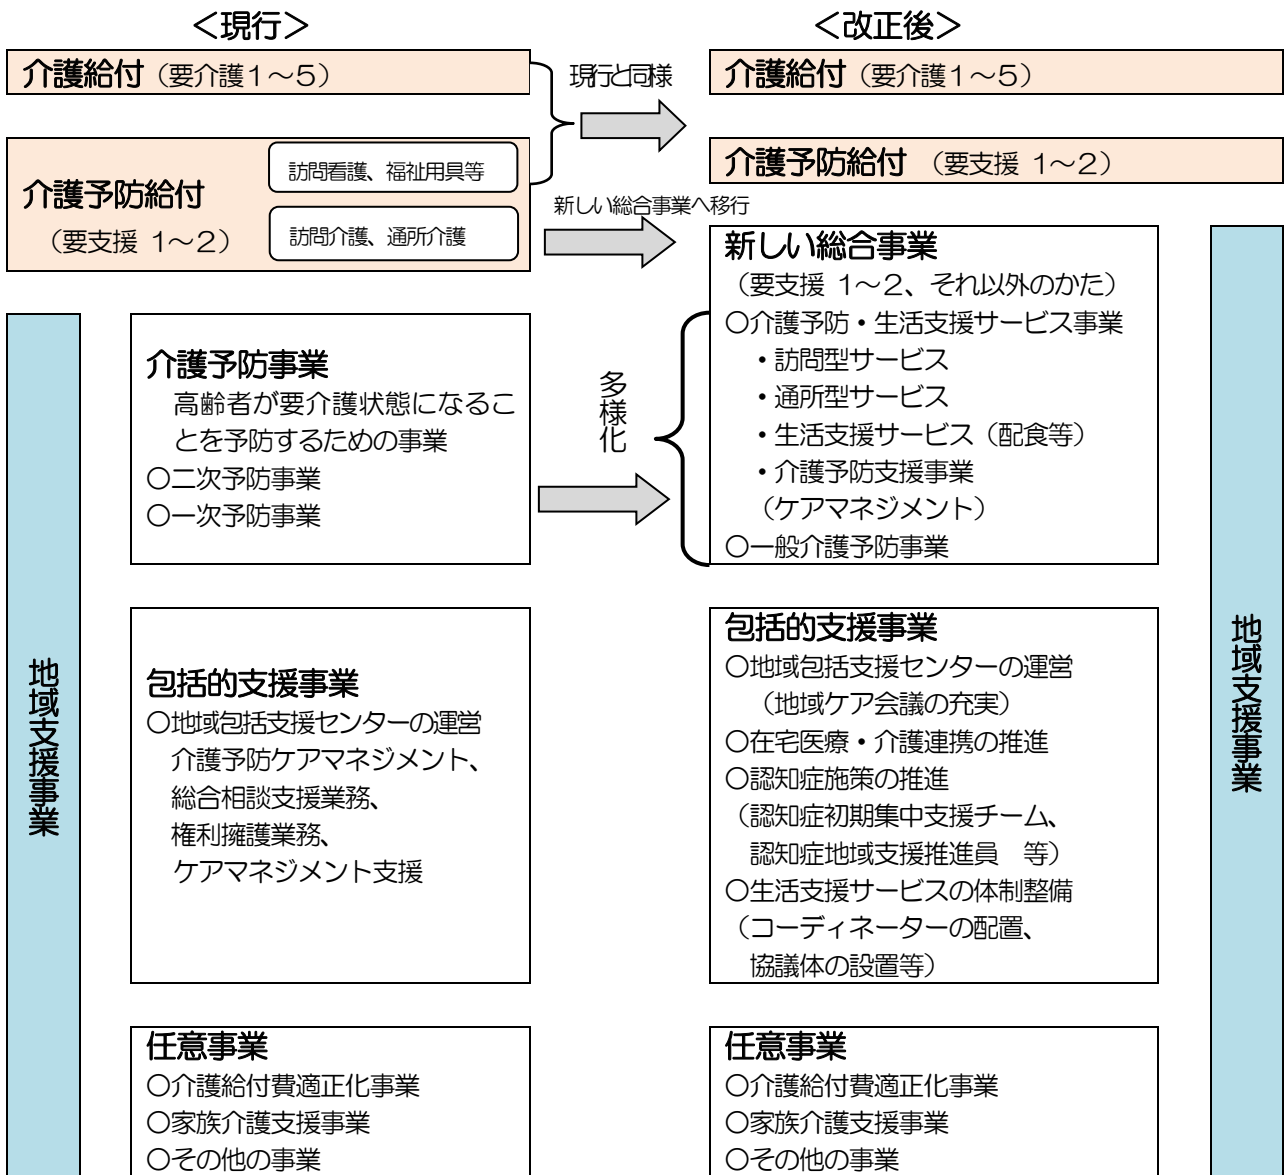 ＜現行＞
＜改正後＞
介護給付（要介護１～５）
現行と同様
介護給付（要介護１～５）
介護予防給付
（要支援 1～２）
訪問看護、福祉用具等
訪問介護、通所介護
介護予防給付 （要支援 1～２）
新しい総合事業へ移行
地域支援事業
介護予防事業
高齢者が要介護状態になるこ
とを予防するための事業
○二次予防事業
○一次予防事業
多様化
新しい総合事業
（要支援 1～２、それ以外のかた）
○介護予防・生活支援サービス事業
・訪問型サービス
・通所型サービス
・生活支援サービス（配食等）
・介護予防支援事業
（ケアマネジメント）
○一般介護予防事業
地域支援事業
包括的支援事業
○地域包括支援センターの運営
介護予防ケアマネジメント、
総合相談支援業務、
権利擁護業務、
ケアマネジメント支援
包括的支援事業
○地域包括支援センターの運営
（地域ケア会議の充実）
○在宅医療・介護連携の推進
○認知症施策の推進
（認知症初期集中支援チーム、
認知症地域支援推進員　等）
○生活支援サービスの体制整備
（コーディネーターの配置、
協議体の設置等）
任意事業
○介護給付費適正化事業
○家族介護支援事業
○その他の事業
任意事業
○介護給付費適正化事業
○家族介護支援事業
○その他の事業